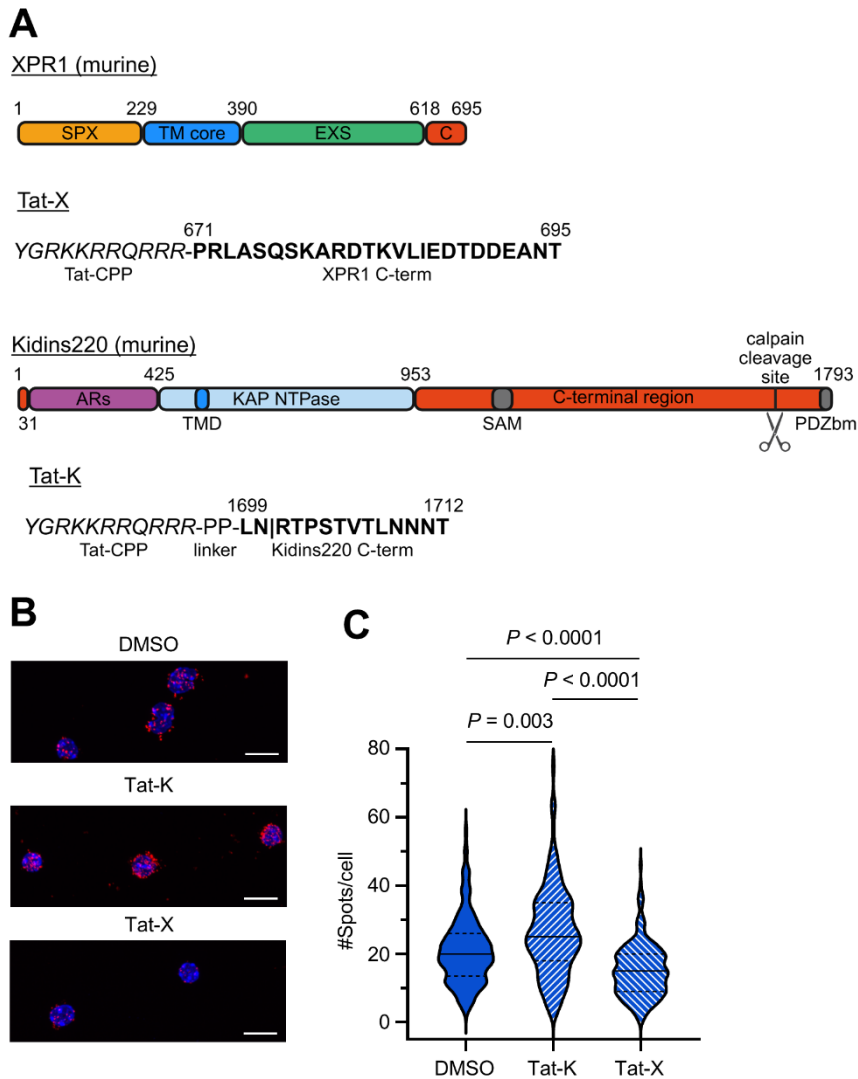 A
XPR1 (murine)
1 229 390 618 695
SPX TM core EXS C
Tat-X
671 695
YGRKKRRQRRR-PRLASQSKARDTKVLIEDTDDEANT
Tat-CPP XPR1 C-term
Kidins220 (murine)
calpain
cleavage
site
1 425 953 1793
ARs KAP NTPase C-terminal region
31 TMD SAM PDZbm
Tat-K
1699 1712
YGRKKRRQRRR-PP-LN|RTPSTVTLNNNT
Tat-CPP linker Kidins220 C-term
B
DMSO
Tat-K
Tat-X
C
P < 0.0001
P < 0.0001
P = 0.003
80
60
40
20
0
#Spots/cell
DMSO Tat-K Tat-X